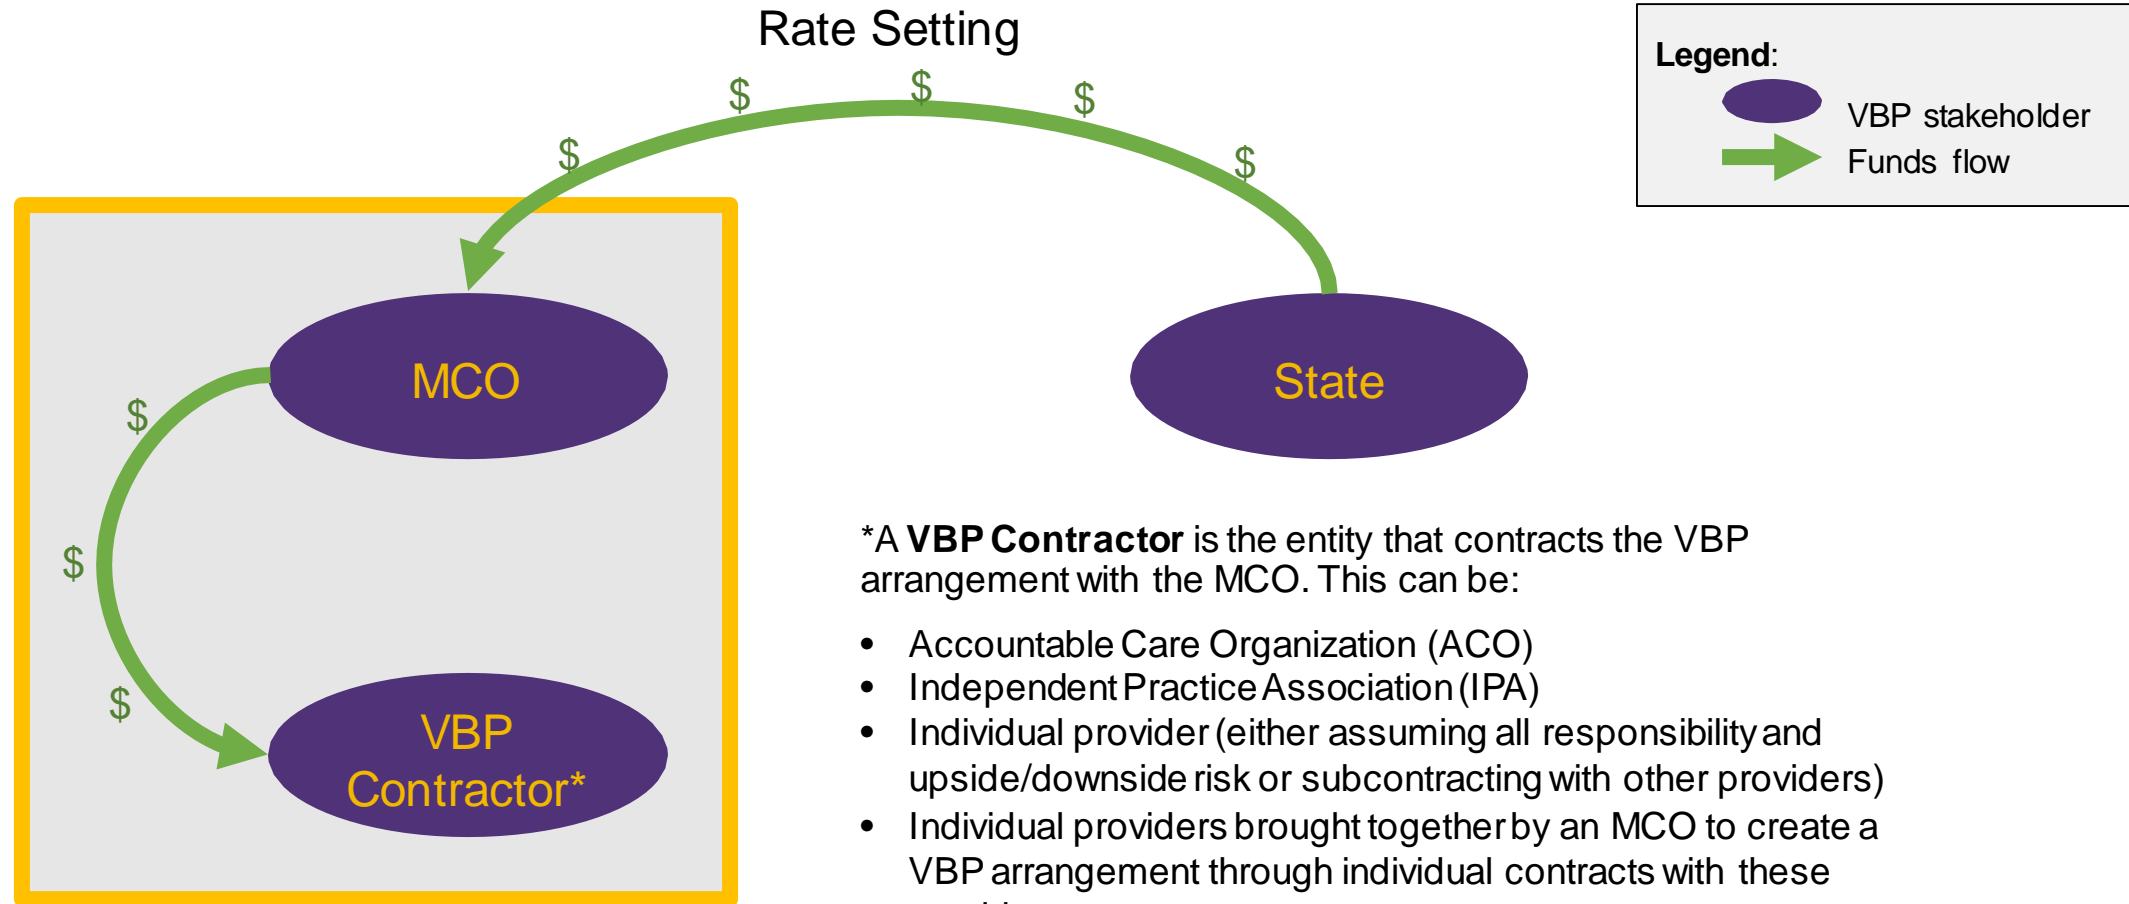 Rate Setting
$ $ $ $ $
Legend:
VBP stakeholder
Funds flow
MCO
State
$
$
$
VBP
Contractor*
*A VBP Contractor is the entity that contracts the VBP
arrangement with the MCO. This can be:
• Accountable Care Organization (ACO)
• Independent Practice Association (IPA)
• Individual provider (either assuming all responsibility and
upside/downside risk or subcontracting with other providers)
• Individual providers brought together by an MCO to create a
VBP arrangement through individual contracts with these